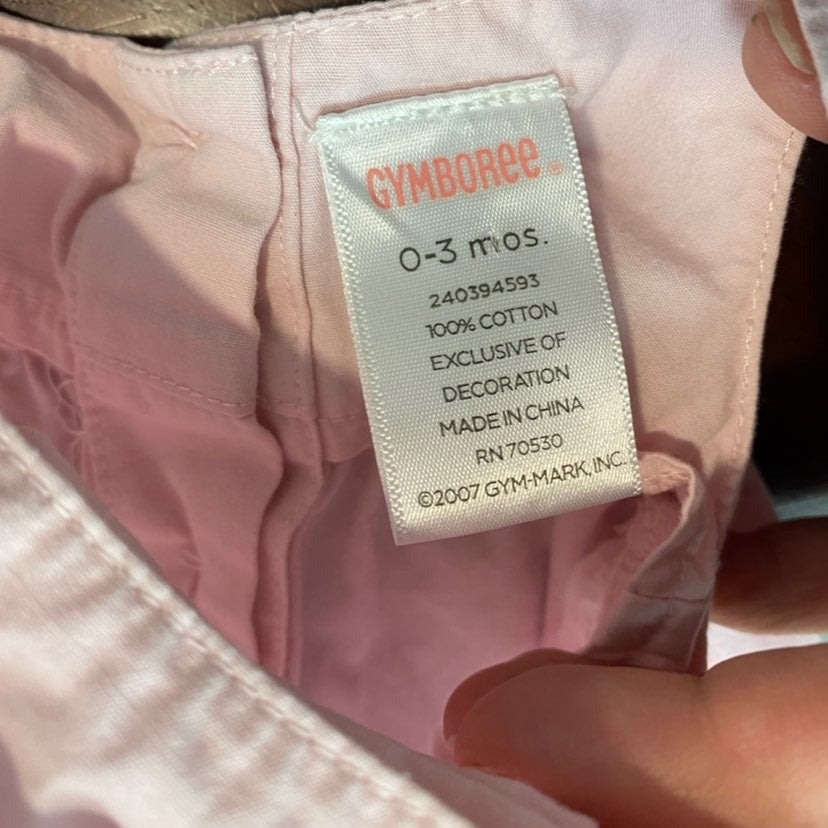 GYMBOREE®
0-3 mos.
240394593
100% COTTON
EXCLUSIVE OF
DECORATION
MADE IN CHINA
RN 70530
©2007 GYM-MARK, INC.